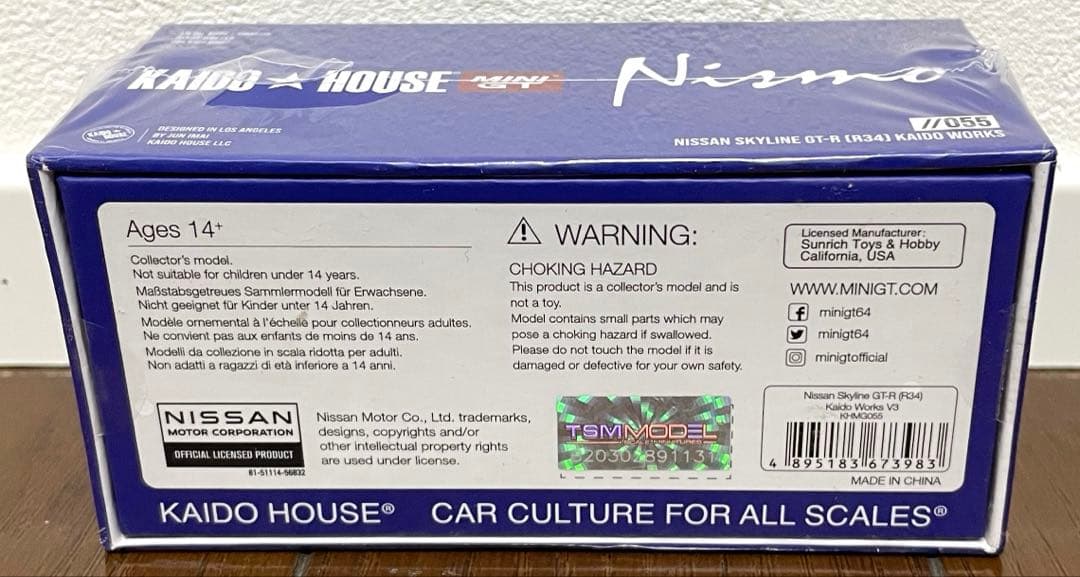 KAIDO ★ HOUSE MINI GT Nismo
KAIDO HOUSE
DESIGNED IN LOS ANGELES
BY JUN IMAI
KAIDO HOUSE LLC
//055
NISSAN SKYLINE GT-R (R34) KAIDO WORKS
Ages 14+
Collector's model.
Not suitable for children under 14 years.
Maßstabsgetreues Sammlermodell für Erwachsene.
Nicht geeignet für Kinder unter 14 Jahren.
Modèle ornemental à l'échelle pour collectionneurs adultes.
Ne convient pas aux enfants de moins de 14 ans.
Modelli da collezione in scala ridotta per adulti.
Non adatti a ragazzi di età inferiore a 14 anni.
WARNING:
CHOKING HAZARD
This product is a collector's model and is
not a toy.
Model contains small parts which may
pose a choking hazard if swallowed.
Please do not touch the model if it is
damaged or defective for your own safety.
Licensed Manufacturer:
Sunrich Toys & Hobby
California, USA
WWW.MINIGT.COM
minigt64
minigt64
minigtofficial
NISSAN
MOTOR CORPORATION
OFFICIAL LICENSED PRODUCT
61-51114-56832
Nissan Motor Co., Ltd. trademarks,
designs, copyrights and/or
other intellectual property rights
are used under license.
TSM MODEL
Nissan Skyline GT-R (R34)
Kaido Works V3
KHMG055
4 895183 673983
MADE IN CHINA
KAIDO HOUSE® CAR CULTURE FOR ALL SCALES®